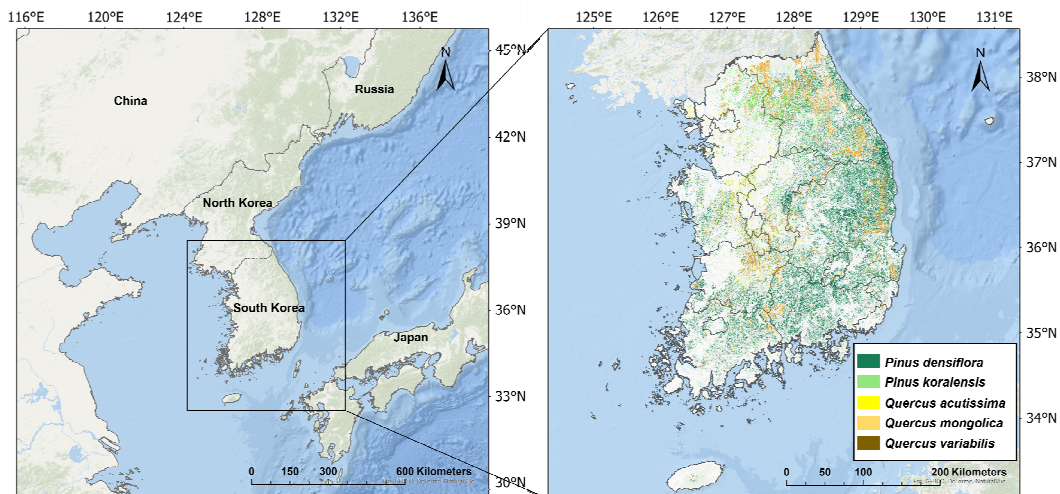 116°E 120°E 124°E 128°E 132°E 136°E
N
45°N
China
Russia
42°N
North Korea
39°N
South Korea
36°N
Japan
33°N
0 150 300 600 Kilometers
30°N
125°E 126°E 127°E 128°E 129°E 130°E 131°E
N
38°N
37°N
36°N
35°N
Pinus densiflora
Pinus koraiensis
Quercus acutissima
Quercus mongolica
Quercus variabilis
34°N
0 50 100 200 Kilometers